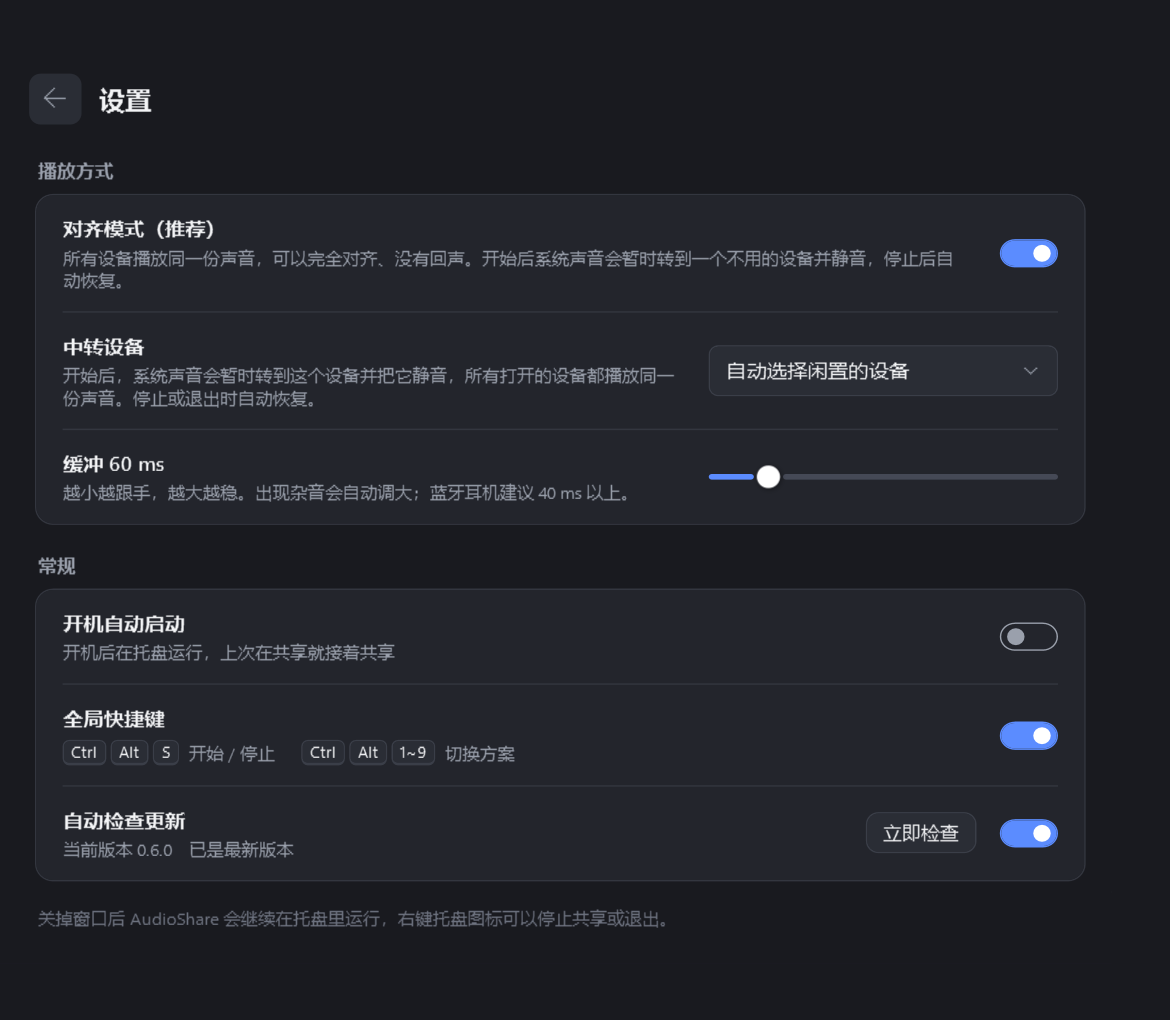 设置
播放方式
对齐模式（推荐）
所有设备播放同一份声音，可以完全对齐、没有回声。开始后系统声音会暂时转到一个不用的设备并静音，停止后自
动恢复。
中转设备
开始后，系统声音会暂时转到这个设备并把它静音，所有打开的设备都播放同一
份声音。停止或退出时自动恢复。
自动选择闲置的设备
缓冲 60 ms
越小越跟手，越大越稳。出现杂音会自动调大；蓝牙耳机建议 40 ms 以上。
常规
开机自动启动
开机后在托盘运行，上次在共享就接着共享
全局快捷键
Ctrl Alt S 开始 / 停止 Ctrl Alt 1~9 切换方案
自动检查更新
当前版本 0.6.0 已是最新版本
立即检查
关掉窗口后 AudioShare 会继续在托盘里运行，右键托盘图标可以停止共享或退出。